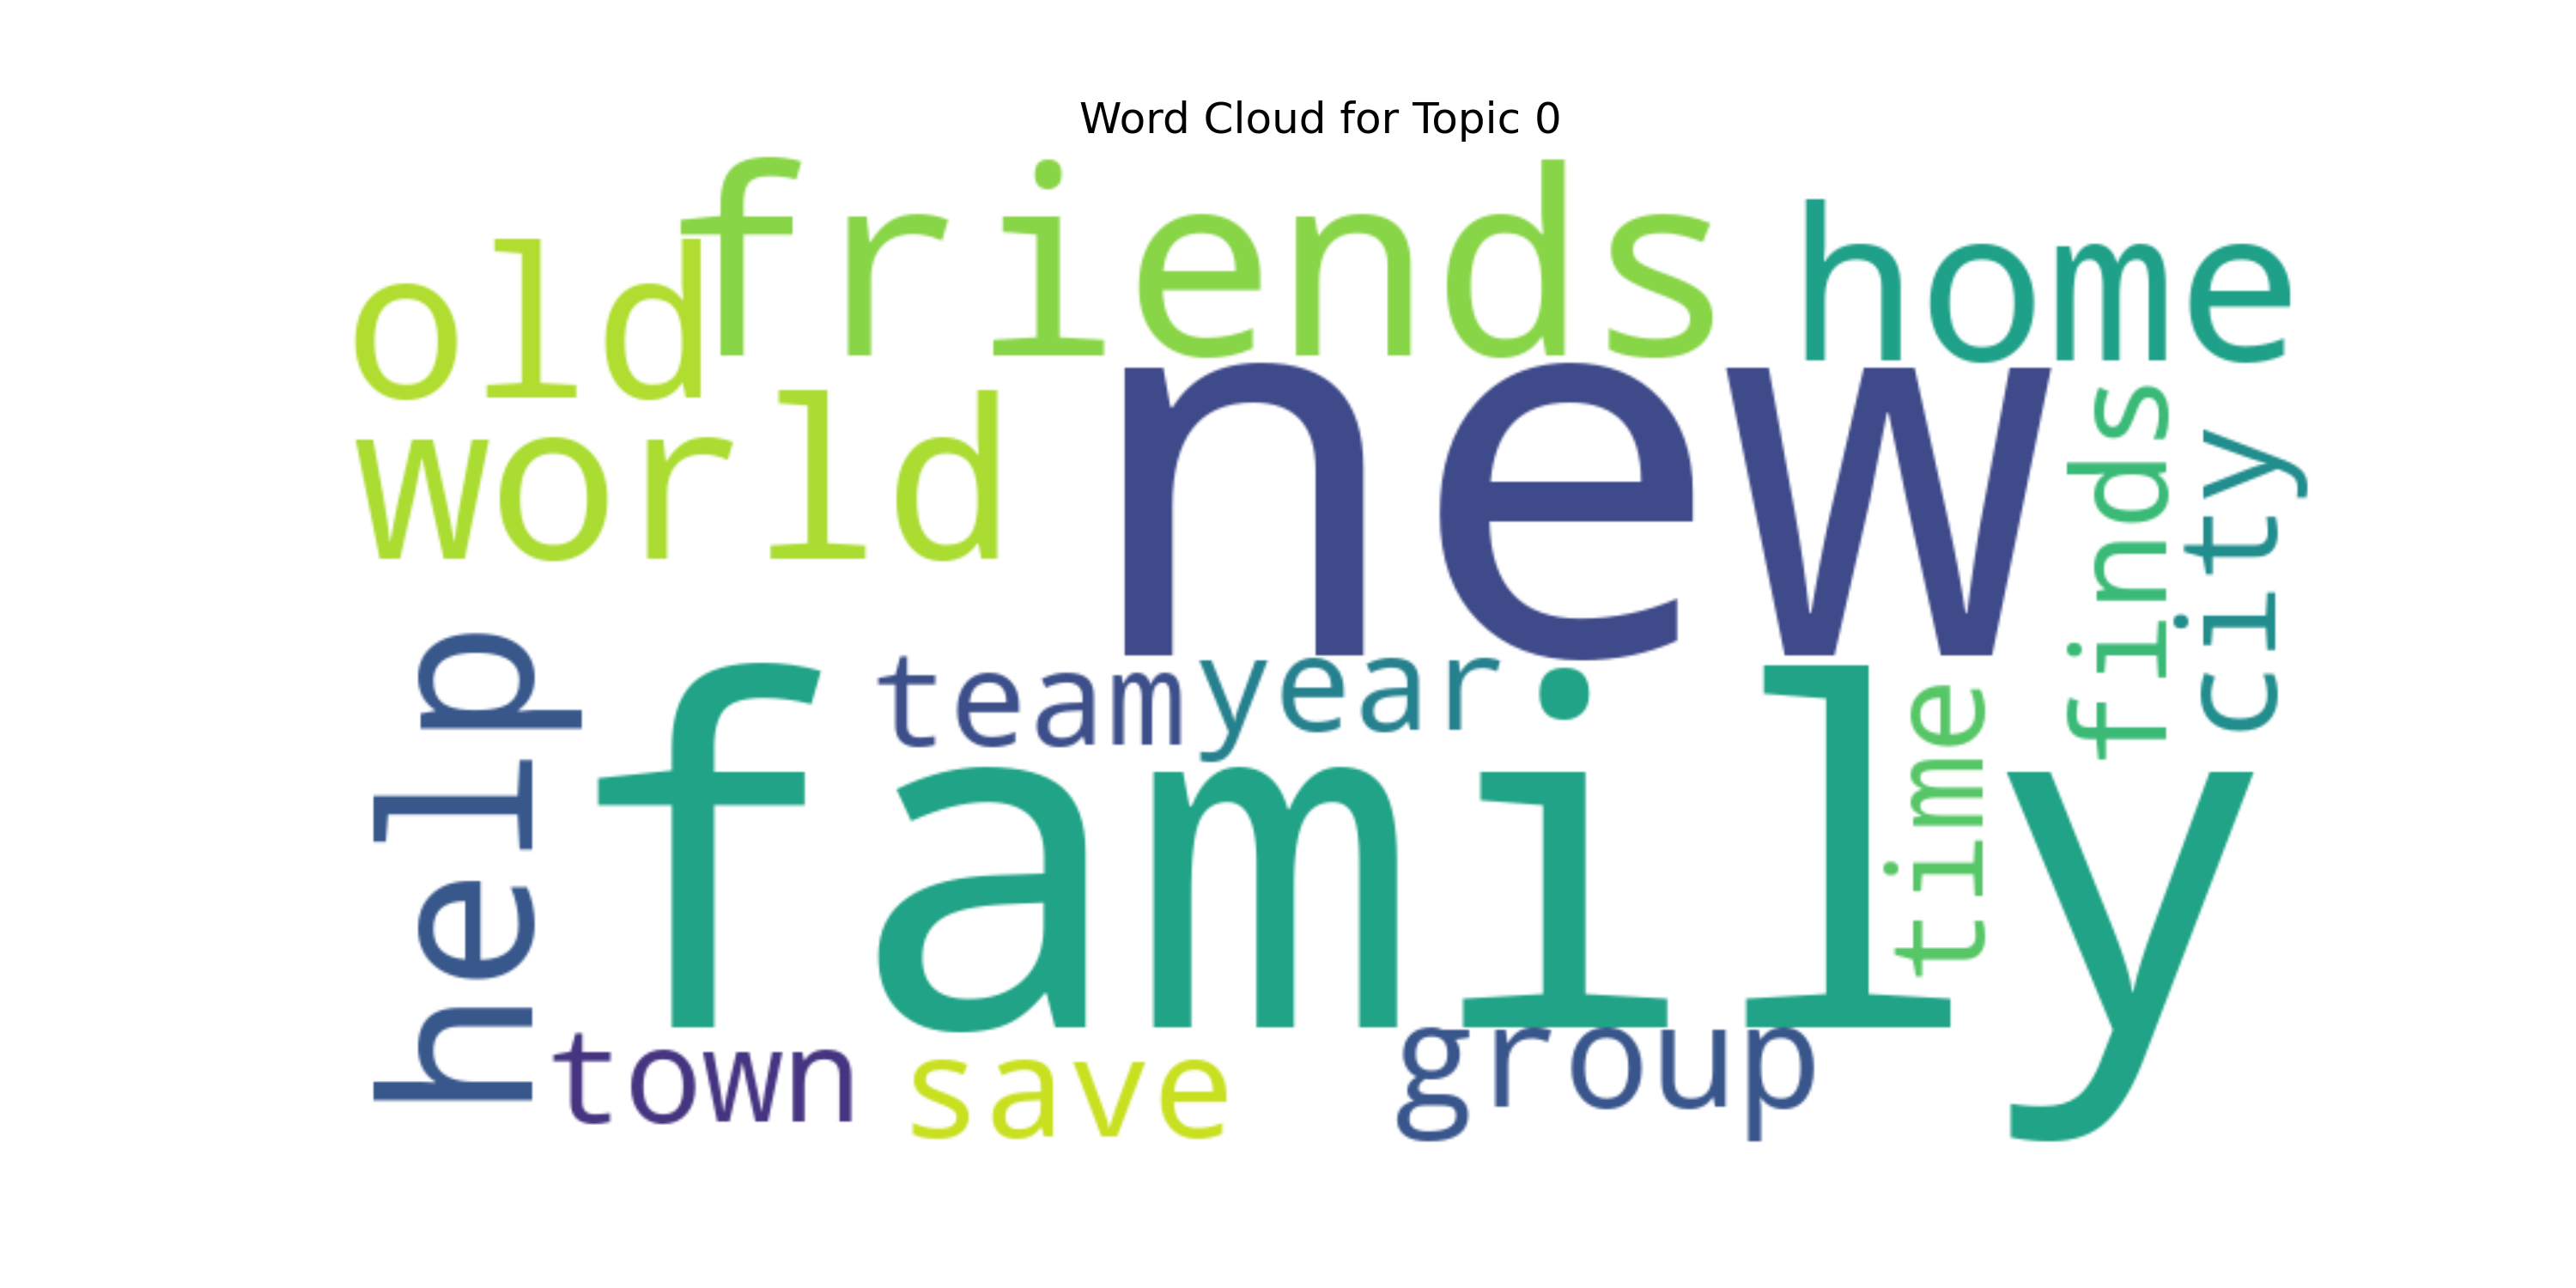 Word Cloud for Topic 0
friends
home
old
world
new
finds
city
help
team
year
family
time
town
save
group